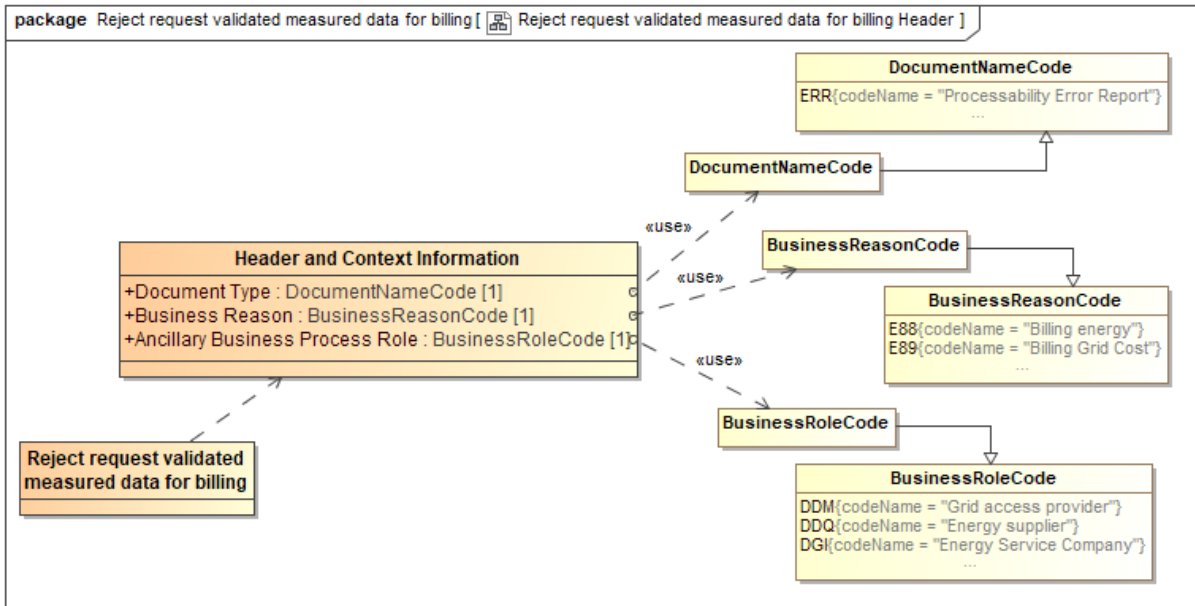 package Reject request validated measured data for billing [ Reject request validated measured data for billing Header ]
DocumentNameCode
ERR{codeName = "Processability Error Report"}
...
DocumentNameCode
«use»
BusinessReasonCode
«use»
Header and Context Information
+Document Type : DocumentNameCode [1]
+Business Reason : BusinessReasonCode [1]
+Ancillary Business Process Role : BusinessRoleCode [1]
BusinessReasonCode
E88{codeName = "Billing energy"}
E89{codeName = "Billing Grid Cost"}
...
«use»
BusinessRoleCode
Reject request validated
measured data for billing
BusinessRoleCode
DDM{codeName = "Grid access provider"}
DDQ{codeName = "Energy supplier"}
DGI{codeName = "Energy Service Company"}
...